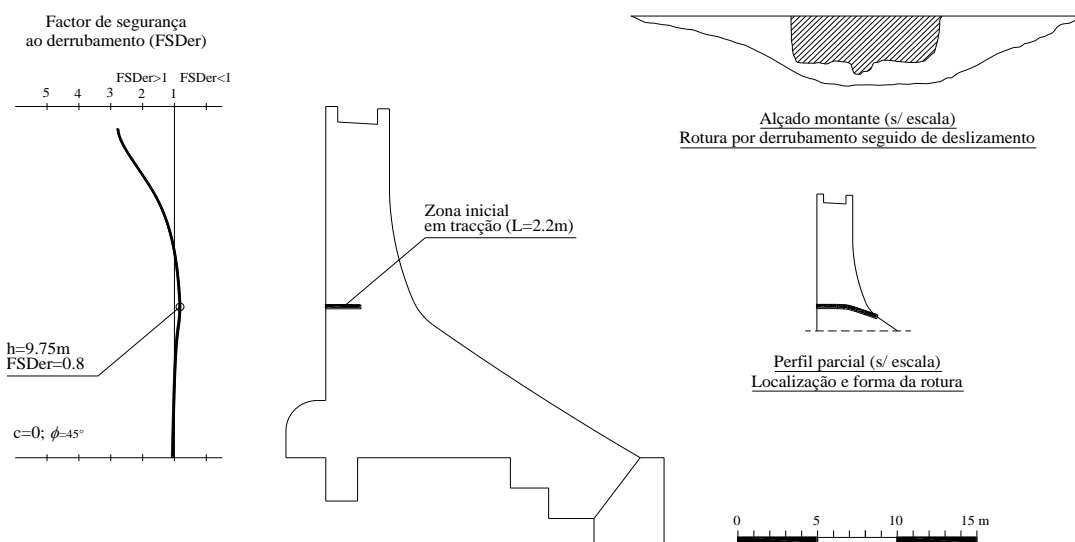 Factor de segurança
ao derrubamento (FSDer)
FSDer>1 FSDer<1
5 4 3 2 1
h=9.75m
FSDer=0.8
c=0; ϕ=45°
Zona inicial
em tracção (L=2.2m)
Alçado montante (s/ escala)
Rotura por derrubamento seguido de deslizamento
Perfil parcial (s/ escala)
Localização e forma da rotura
0 5 10 15 m